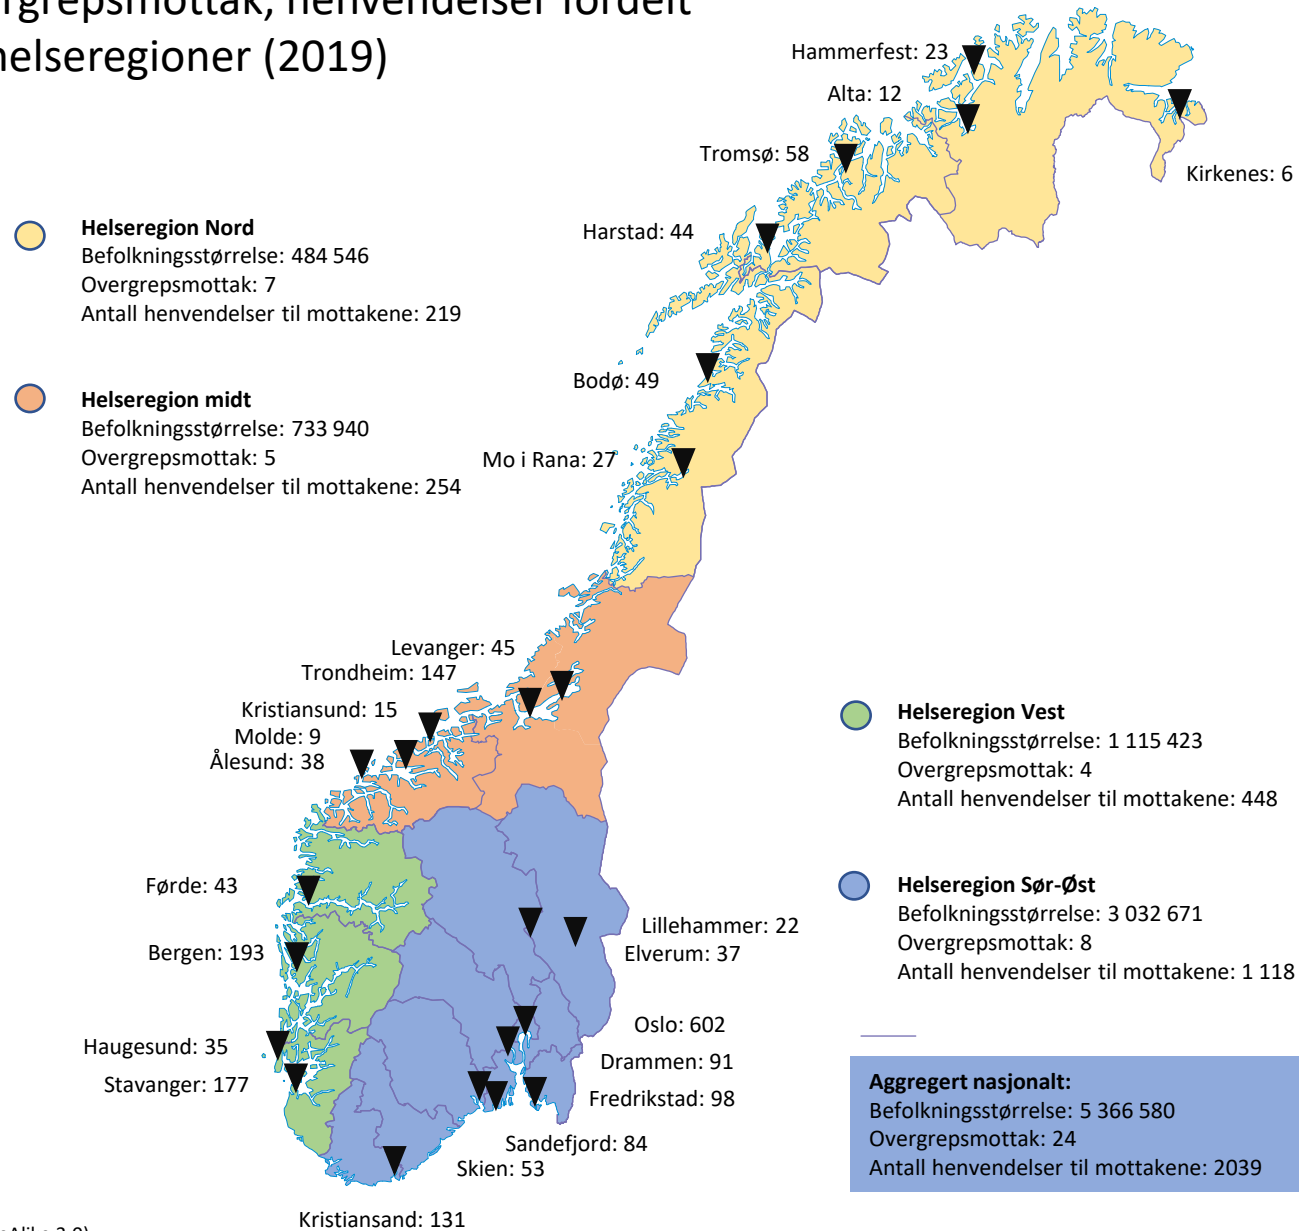 overgrepsmottak, henvendelser fordelt
helseregioner (2019)
Hammerfest: 23
Alta: 12
Tromsø: 58
Kirkenes: 6
Harstad: 44
Helseregion Nord
Befolkningsstørrelse: 484 546
Overgrepsmottak: 7
Antall henvendelser til mottakene: 219
Bodø: 49
Helseregion midt
Befolkningsstørrelse: 733 940
Overgrepsmottak: 5
Antall henvendelser til mottakene: 254
Mo i Rana: 27
Levanger: 45
Trondheim: 147
Kristiansund: 15
Molde: 9
Ålesund: 38
Helseregion Vest
Befolkningsstørrelse: 1 115 423
Overgrepsmottak: 4
Antall henvendelser til mottakene: 448
Helseregion Sør-Øst
Befolkningsstørrelse: 3 032 671
Overgrepsmottak: 8
Antall henvendelser til mottakene: 1 118
Førde: 43
Bergen: 193
Haugesund: 35
Stavanger: 177
Lillehammer: 22
Elverum: 37
Oslo: 602
Drammen: 91
Fredrikstad: 98
Sandefjord: 84
Skien: 53
Kristiansand: 131
Aggregert nasjonalt:
Befolkningsstørrelse: 5 366 580
Overgrepsmottak: 24
Antall henvendelser til mottakene: 2039